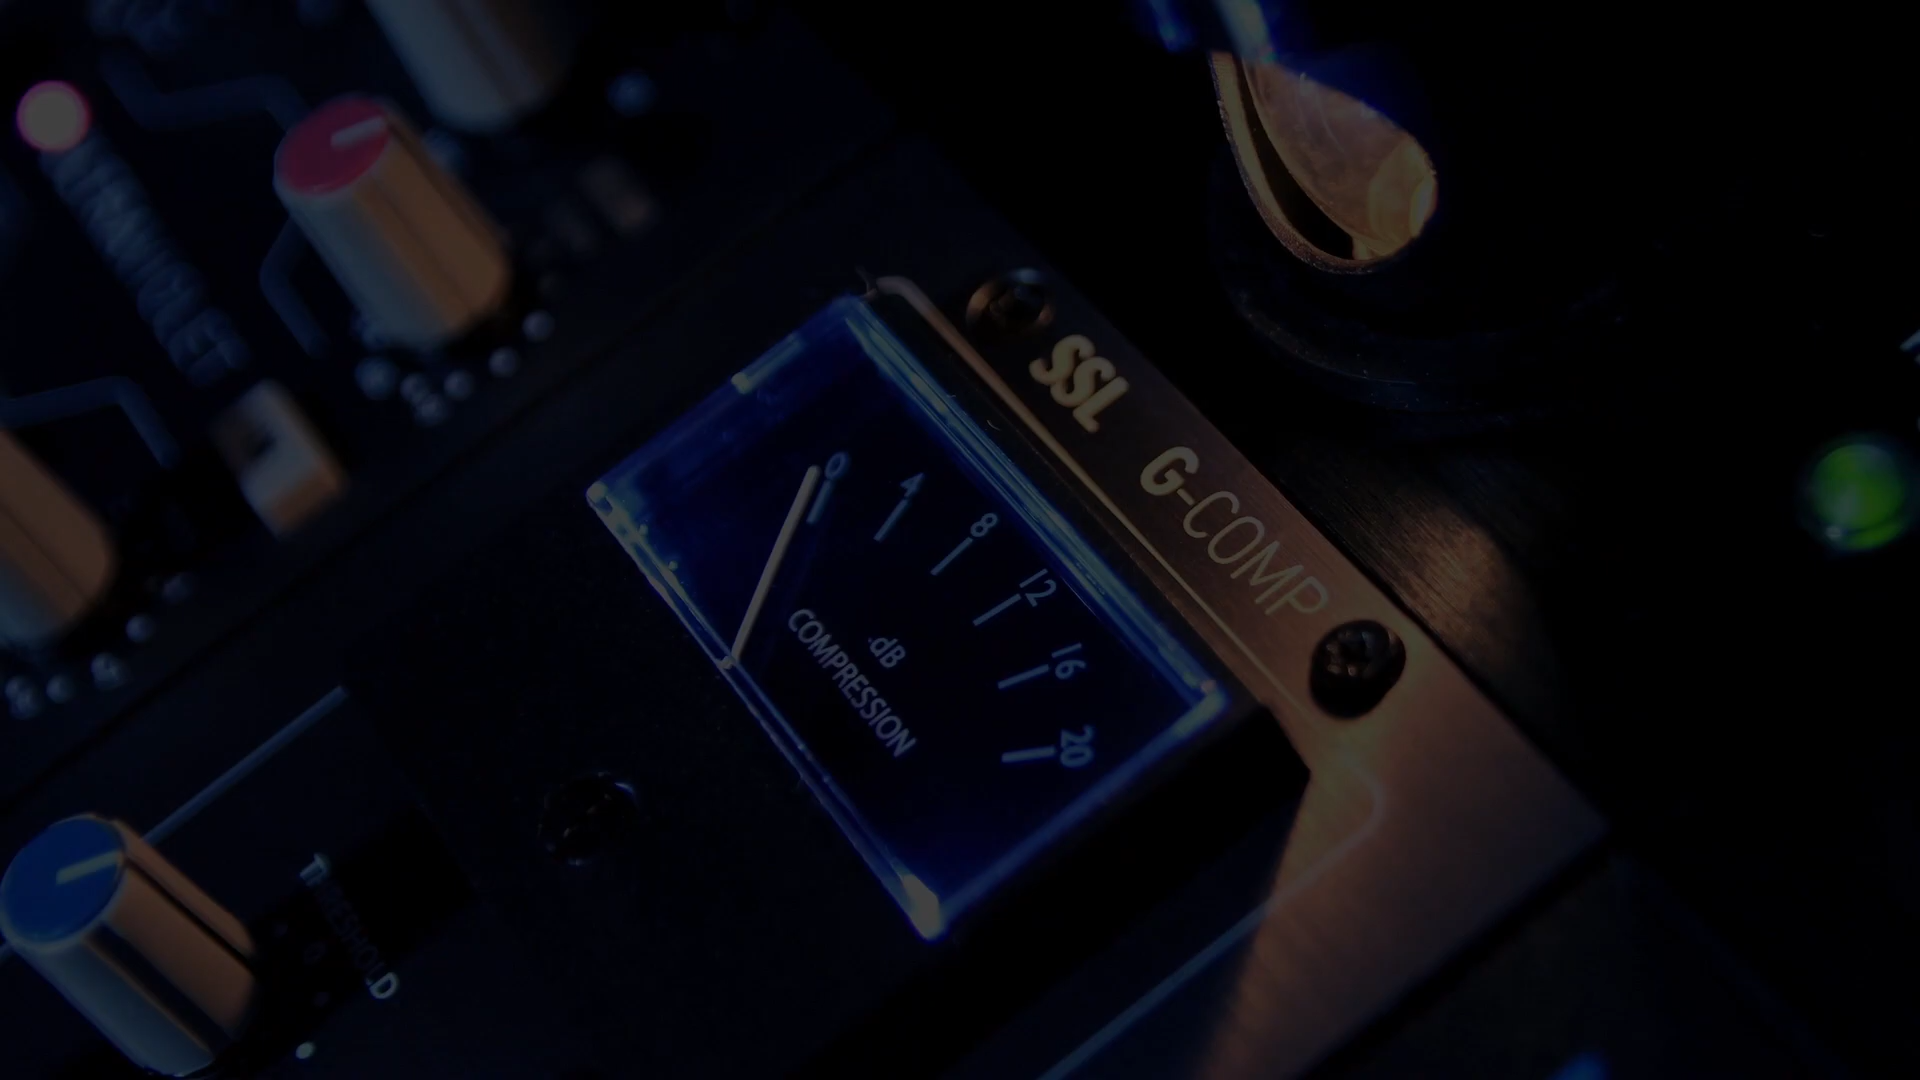 SSL G-COMP
0 4 8 12 16 20
dB
COMPRESSION
THRESHOLD